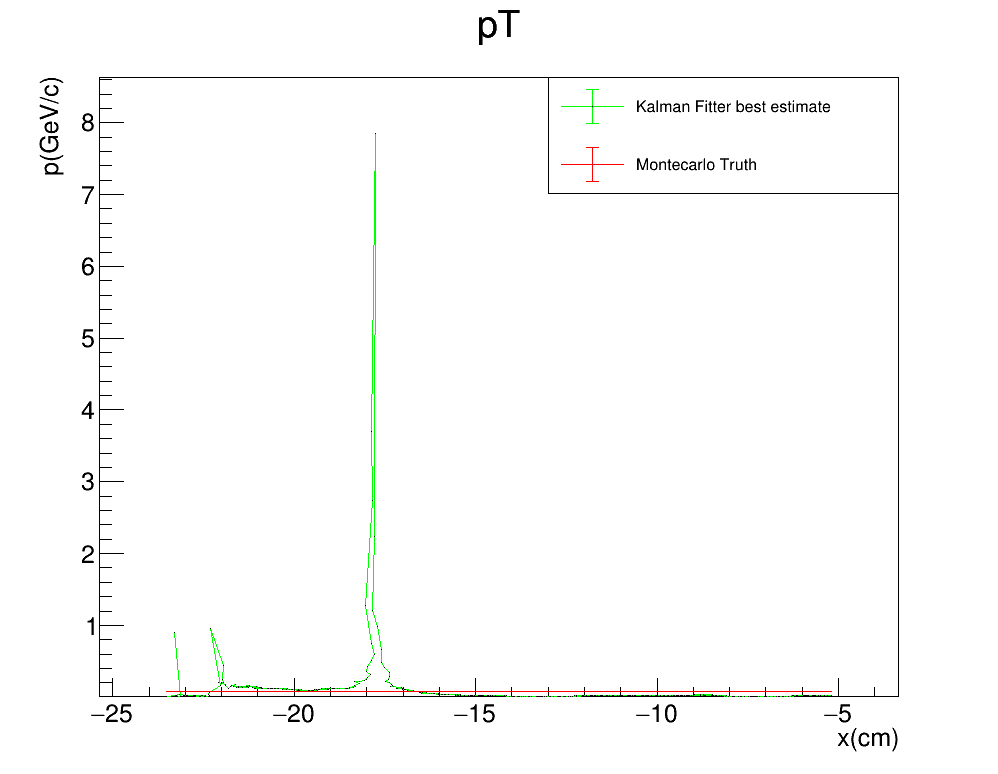 pT
p(GeV/c)
Kalman Fitter best estimate
Montecarlo Truth
8
7
6
5
4
3
2
1
−25 −20 −15 −10 −5
x(cm)